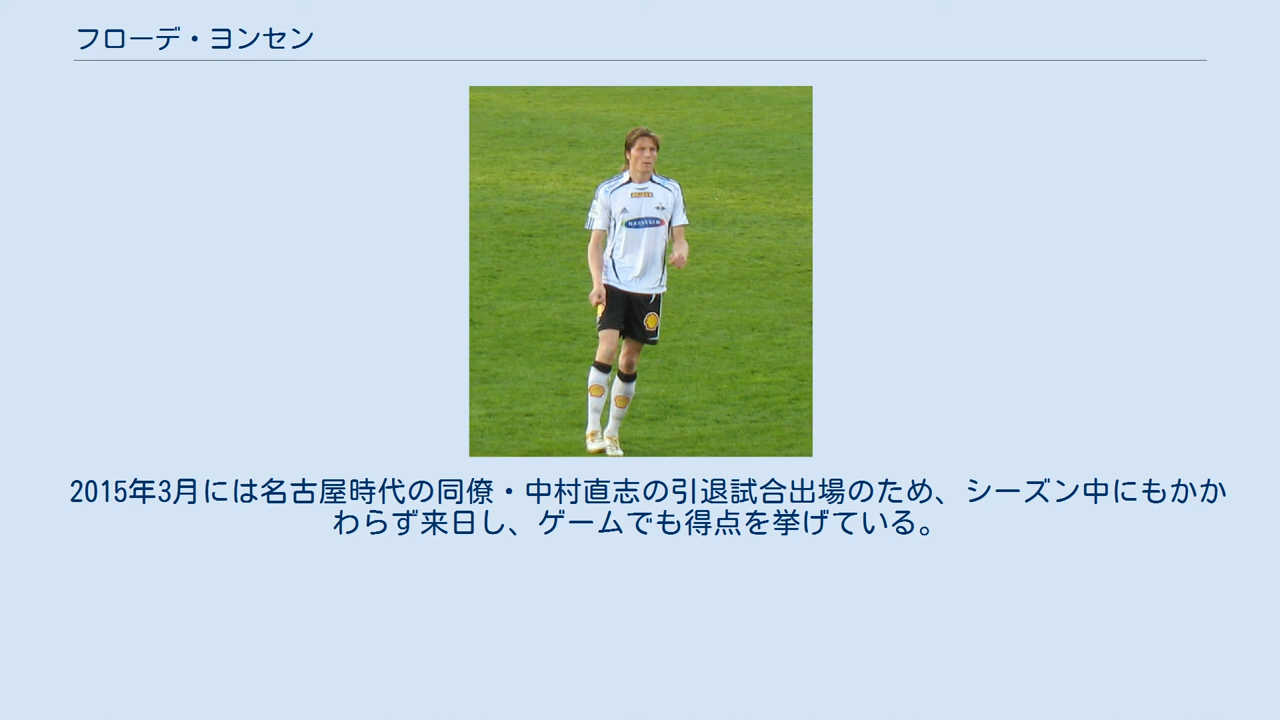 フローデ・ヨンセン
2015年3月には名古屋時代の同僚・中村直志の引退試合出場のため、シーズン中にもかか
わらず来日し、ゲームでも得点を挙げている。